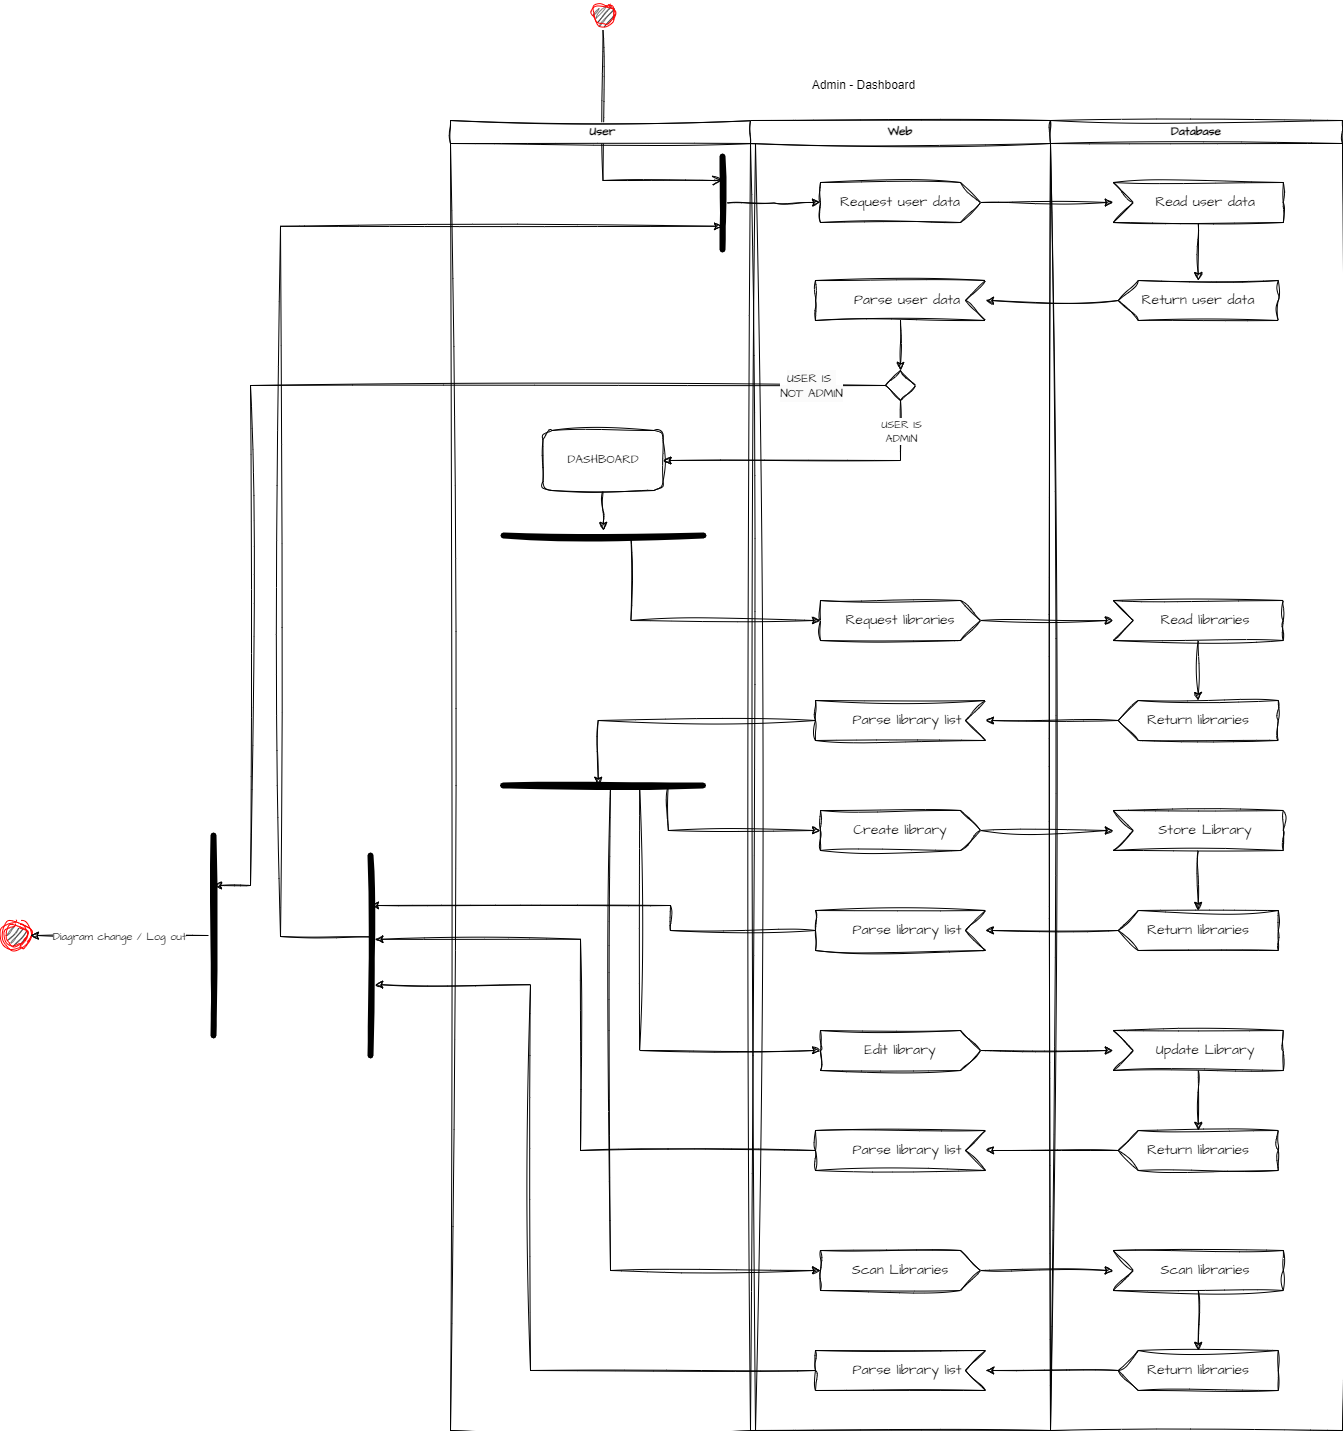 Admin - Dashboard
User
Web
Database
Request user data
Read user data
Parse user data
Return user data
USER IS
NOT ADMIN
USER IS
ADMIN
DASHBOARD
Request libraries
Read libraries
Parse library list
Return libraries
Create library
Store Library
Parse library list
Return libraries
Diagram change / Log out
Edit library
Update Library
Parse library list
Return libraries
Scan Libraries
Scan libraries
Parse library list
Return libraries